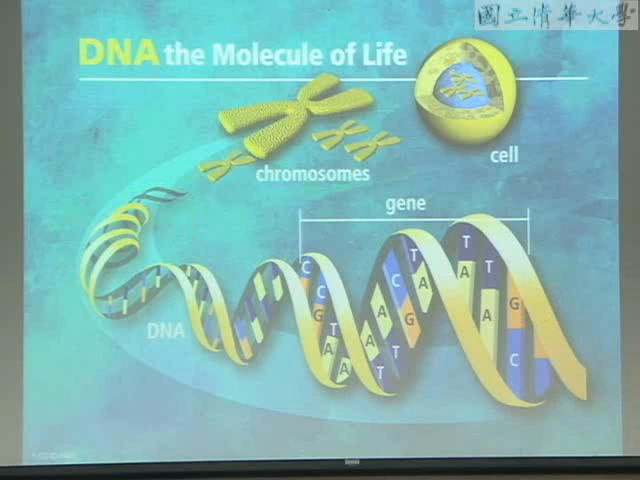 國立清華大學
DNA the Molecule of Life
cell
chromosomes
gene
DNA
C
C
G
T
A
A
A
A
T
C
G
T
T
A
T
A
T
A
G
C